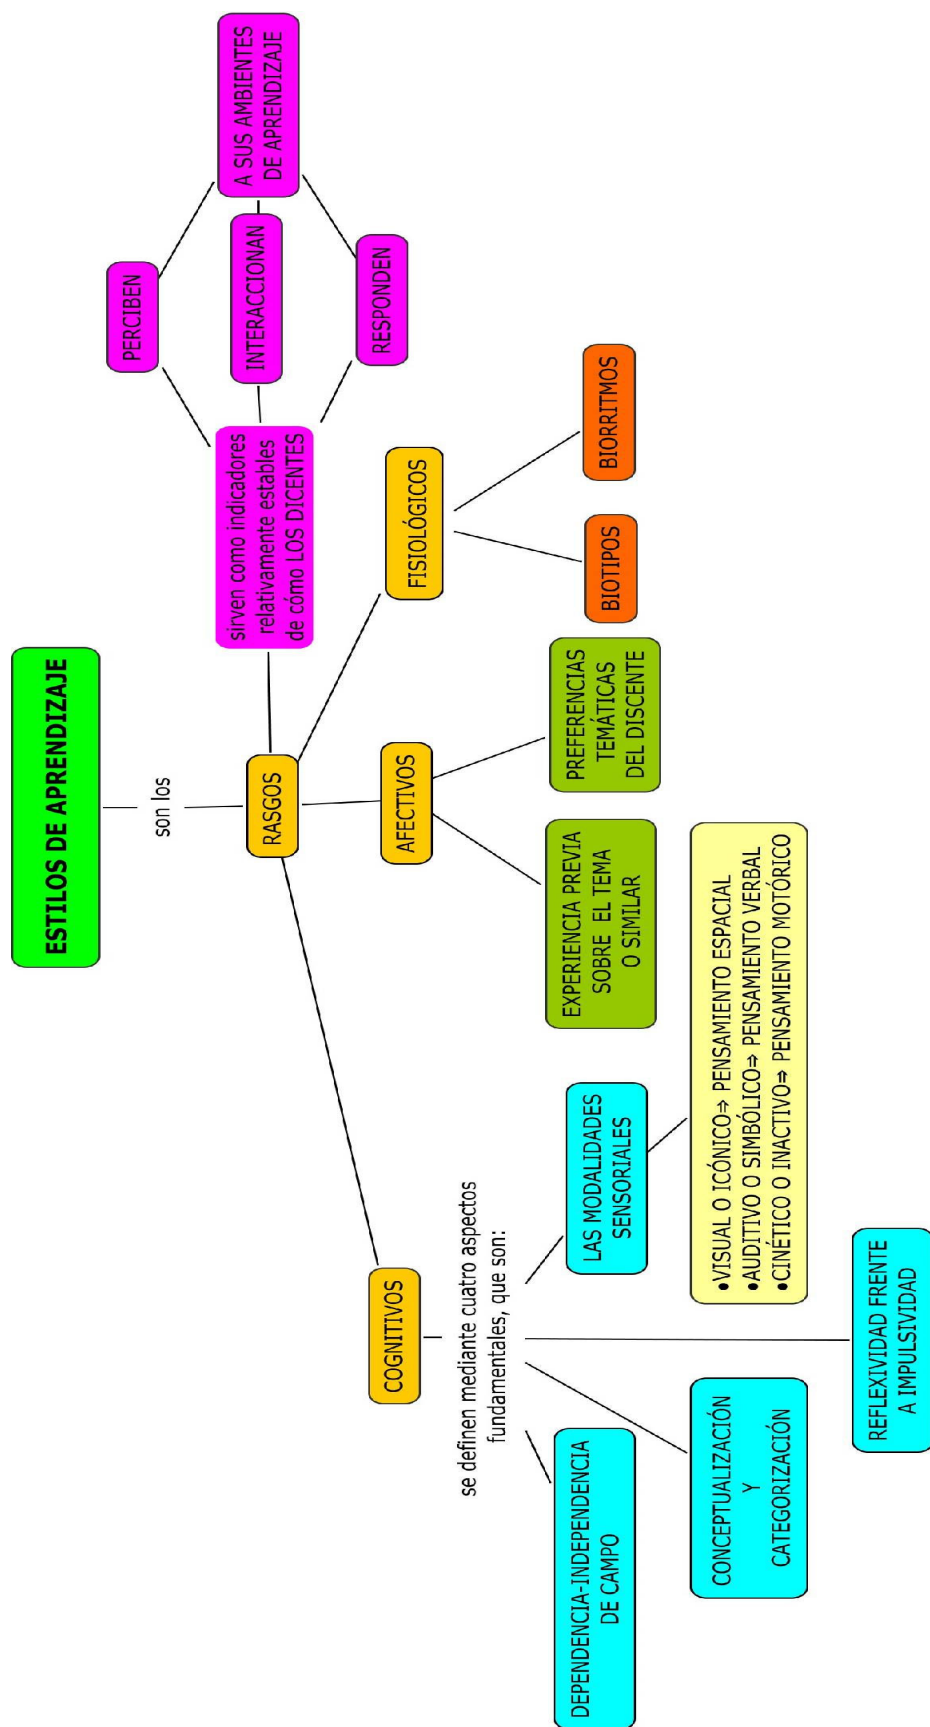 ESTILOS DE APRENDIZAJE
son los
RASGOS
sirven como indicadores
relativamente estables
de cómo LOS DICENTES
PERCIBEN
INTERACCIONAN
RESPONDEN
A SUS AMBIENTES
DE APRENDIZAJE
COGNITIVOS
AFECTIVOS
FISIOLÓGICOS
se definen mediante cuatro aspectos
fundamentales, que son:
DEPENDENCIA-INDEPENDENCIA
DE CAMPO
CONCEPTUALIZACIÓN
Y
CATEGORIZACIÓN
REFLEXIVIDAD FRENTE
A IMPULSIVIDAD
LAS MODALIDADES
SENSORIALES
•VISUAL O ICÓNICO⇒ PENSAMIENTO ESPACIAL
•AUDITIVO O SIMBÓLICO⇒ PENSAMIENTO VERBAL
•CINÉTICO O INACTIVO⇒ PENSAMIENTO MOTÓRICO
EXPERIENCIA PREVIA
SOBRE EL TEMA
O SIMILAR
PREFERENCIAS
TEMÁTICAS
DEL DISCENTE
BIOTIPOS
BIORRITMOS